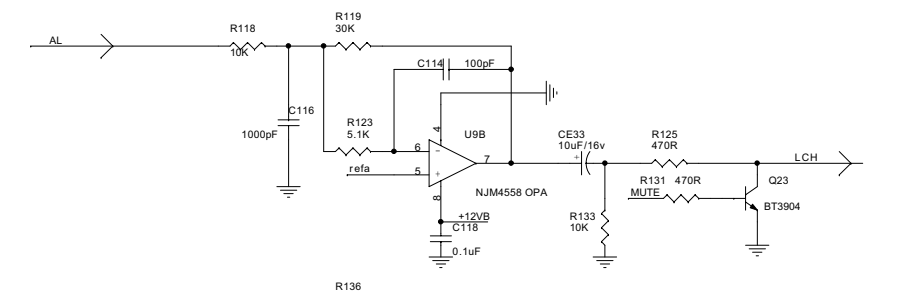 R119
R118
30K
AL
10K
C114
100pF
C116
R123
4
U9B
CE33
1000pF
5.1K
10uF/16v
R125
6
-
+
470R
7
LCH
refa
5
+
R131 470R
Q23
8
NJM4558 OPA
MUTE
+12VB
R133
BT3904
C118
10K
0.1uF
R136